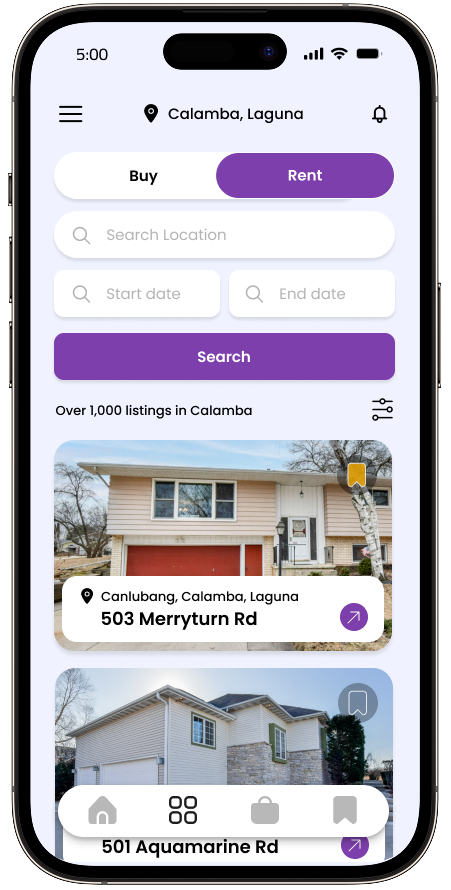 5:00
Calamba, Laguna
Buy
Rent
Search Location
Start date
End date
Search
Over 1,000 listings in Calamba
Canlubang, Calamba, Laguna
503 Merryturn Rd
501 Aquamarine Rd